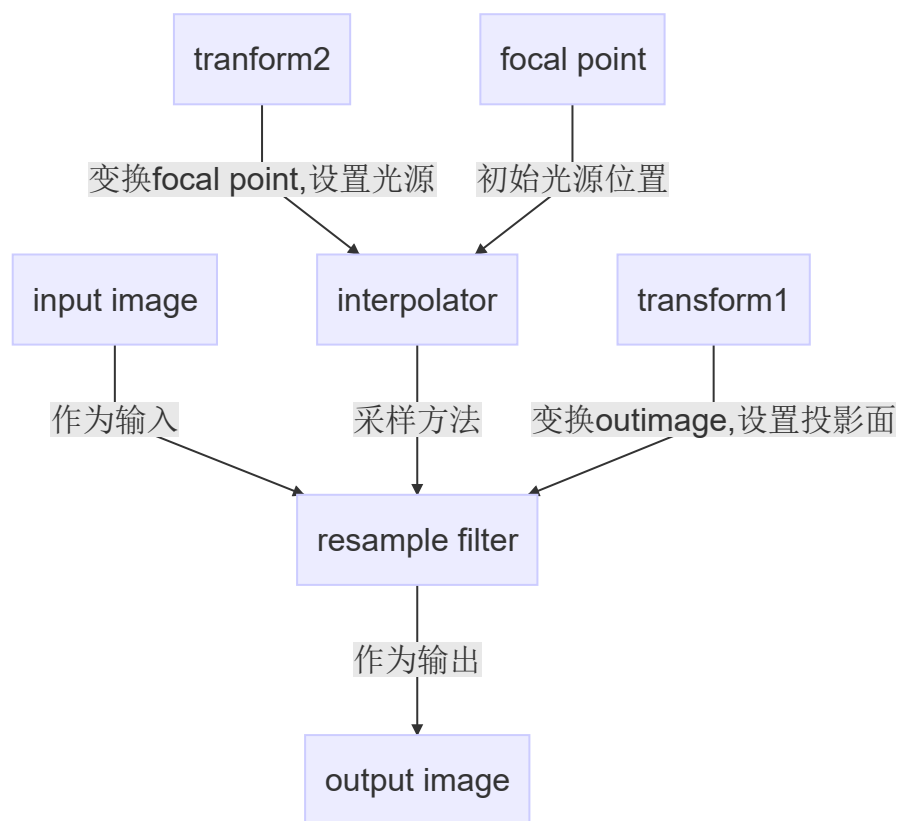 tranform2
focal point
变换focal point,设置光源
初始光源位置
input image
interpolator
transform1
作为输入
采样方法
变换outimage,设置投影面
resample filter
作为输出
output image